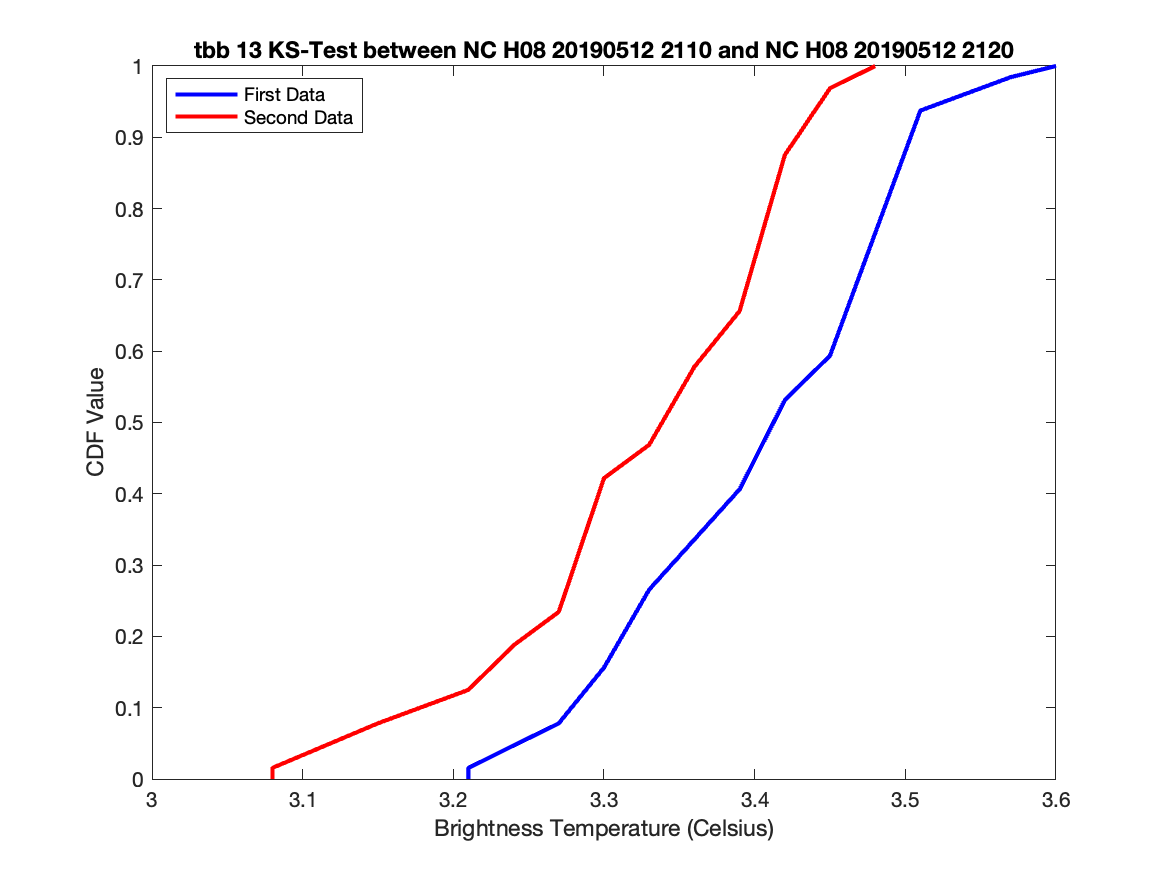 tbb 13 KS-Test between NC H08 20190512 2110 and NC H08 20190512 2120
First Data
Second Data
1
0.9
0.8
0.7
0.6
0.5
0.4
0.3
0.2
0.1
0
CDF Value
3 3.1 3.2 3.3 3.4 3.5 3.6
Brightness Temperature (Celsius)